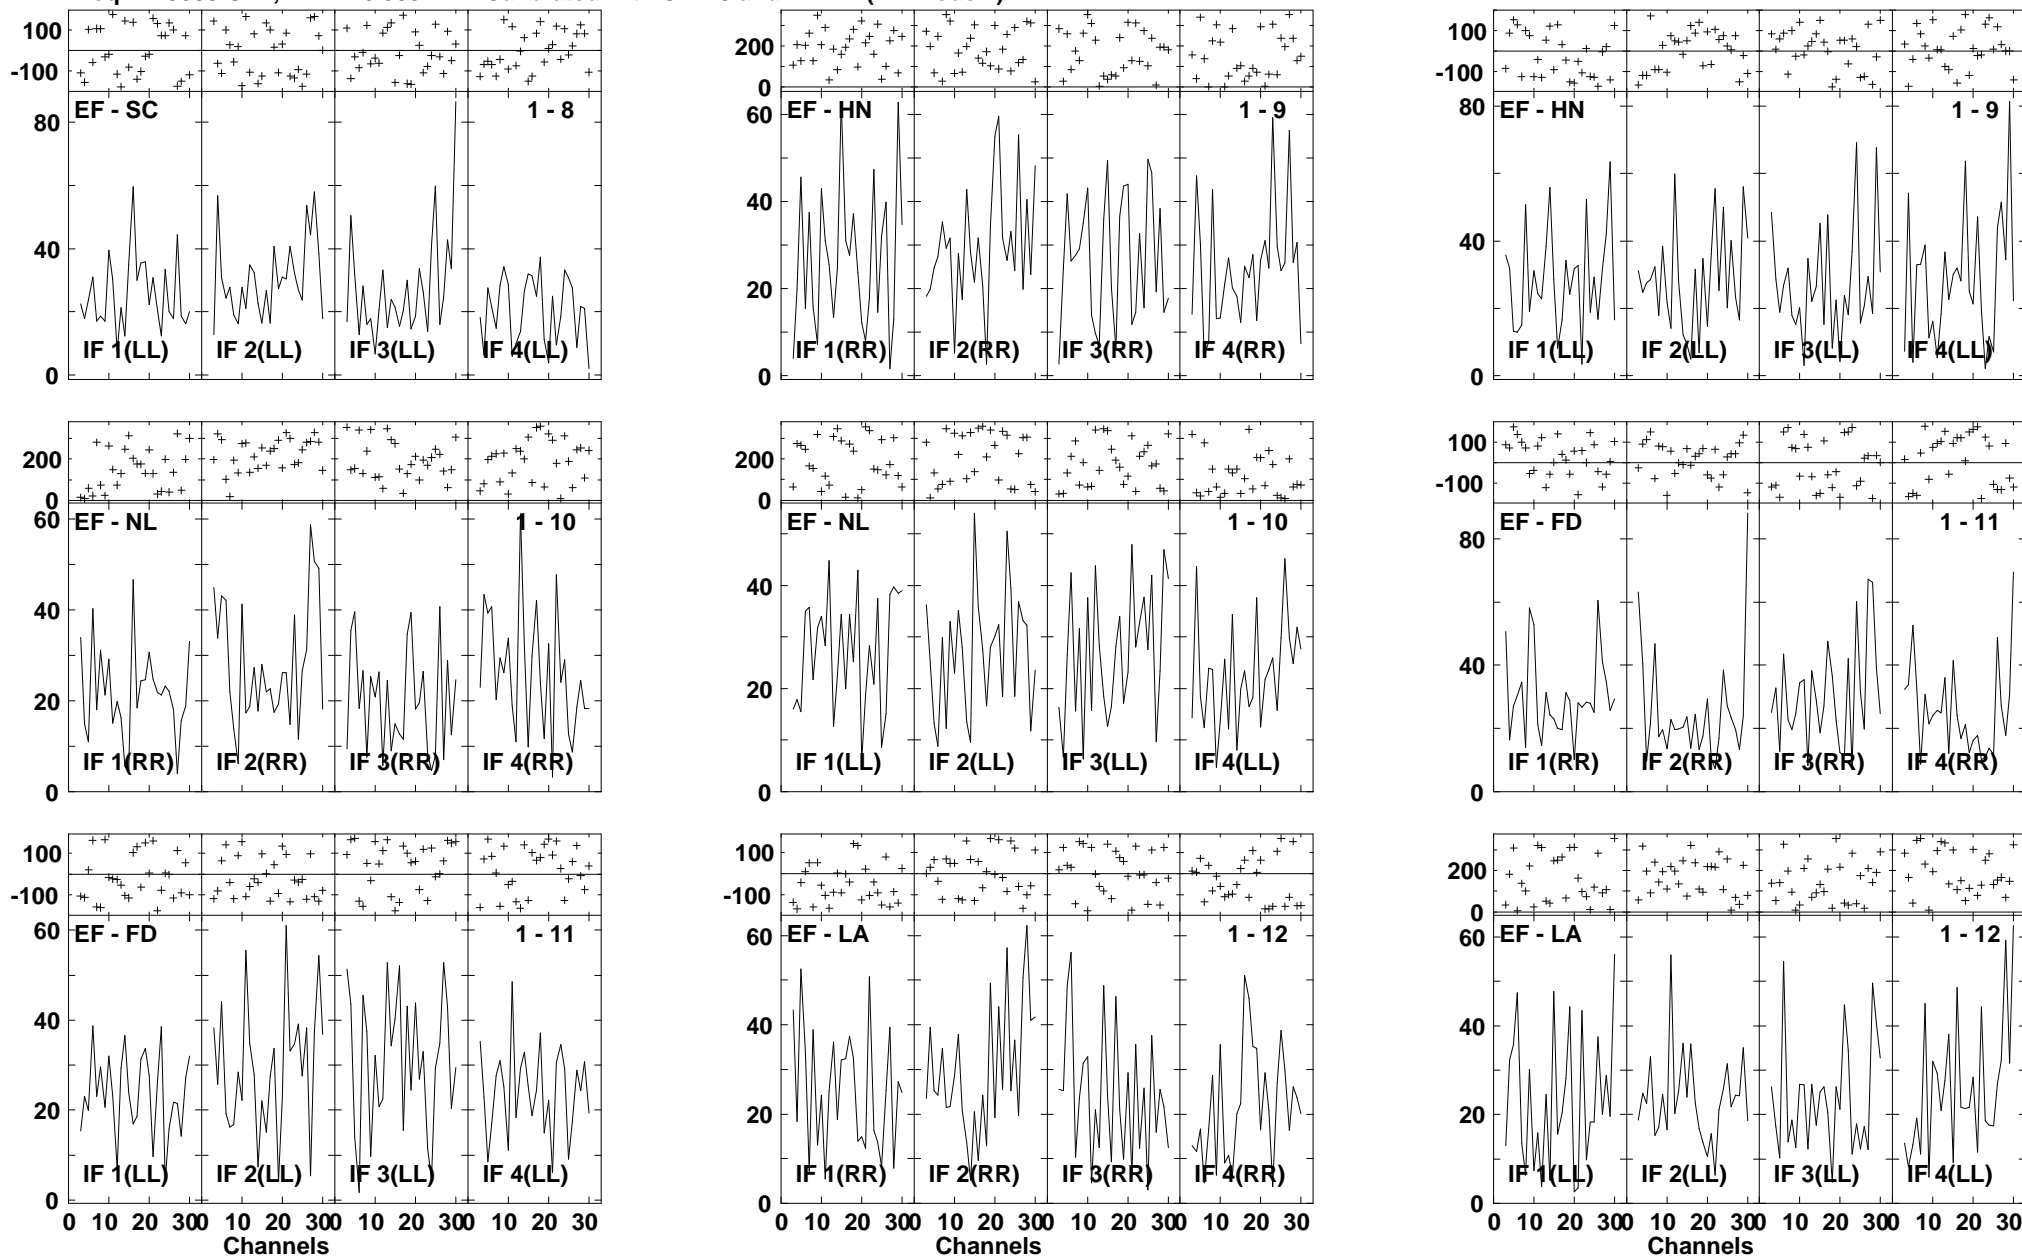 100
-100
EF - SC
1 - 8
80
40
0
IF 1(LL)
IF 2(LL)
IF 3(LL)
IF 4(LL)
200
0
EF - HN
1 - 9
60
40
20
0
IF 1(RR)
IF 2(RR)
IF 3(RR)
IF 4(RR)
100
-100
EF - HN
1 - 9
80
40
0
IF 1(LL)
IF 2(LL)
IF 3(LL)
IF 4(LL)
200
0
EF - NL
1 - 10
60
40
20
0
IF 1(RR)
IF 2(RR)
IF 3(RR)
IF 4(RR)
200
0
EF - NL
1 - 10
40
20
0
IF 1(LL)
IF 2(LL)
IF 3(LL)
IF 4(LL)
100
-100
EF - FD
1 - 11
80
40
0
IF 1(RR)
IF 2(RR)
IF 3(RR)
IF 4(RR)
100
-100
EF - FD
1 - 11
60
40
20
0
IF 1(LL)
IF 2(LL)
IF 3(LL)
IF 4(LL)
0 10 20 30 0 10 20 30 0 10 20 30 0 10 20 30
Channels
100
-100
EF - LA
1 - 12
60
40
20
0
IF 1(RR)
IF 2(RR)
IF 3(RR)
IF 4(RR)
0 10 20 30 0 10 20 30 0 10 20 30 0 10 20 30
Channels
200
0
EF - LA
1 - 12
60
40
20
0
IF 1(LL)
IF 2(LL)
IF 3(LL)
IF 4(LL)
0 10 20 30 0 10 20 30 0 10 20 30 0 10 20
Channels